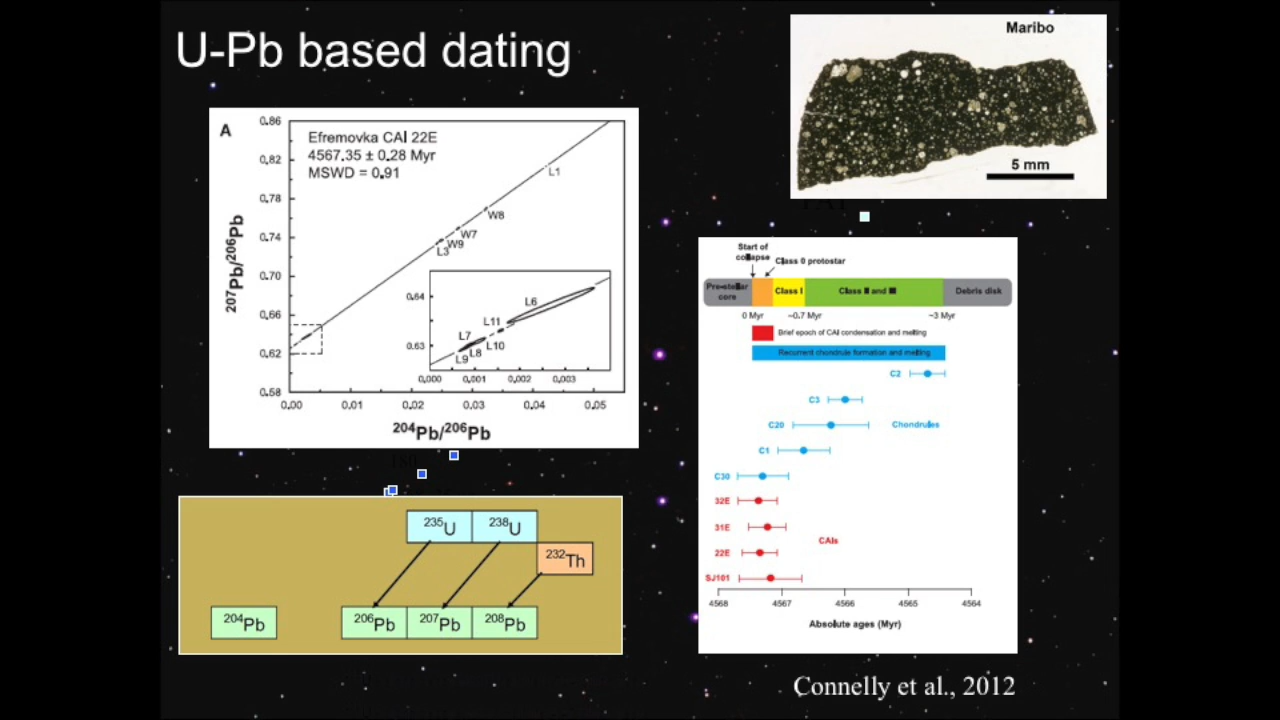 U-Pb based dating
Maribo
5 mm
A
Efremovka CAI 22E
4567.35 ± 0.28 Myr
MSWD = 0.91
0.86
0.82
0.78
0.74
0.70
0.66
0.62
0.58
207Pb/206Pb
L1
W8
W7
W9
L3
0.64
0.63
L6
L11
L10
L7
L8
L9
0.000
0.001
0.002
0.003
0.00
0.01
0.02
0.03
0.04
0.05
204Pb/206Pb
235U
238U
232Th
204Pb
206Pb
207Pb
208Pb
Start of
collapse
Class 0 protostar
Pre-stellar
core
Class I
Class II and III
Debris disk
0 Myr
~0.7 Myr
~3 Myr
Brief epoch of CAI condensation and melting
Recurrent chondrule formation and melting
C2
C3
C20
Chondrules
C1
C30
32E
31E
CAIs
22E
SJ101
4568
4567
4566
4565
4564
Absolute ages (Myr)
Connelly et al., 2012